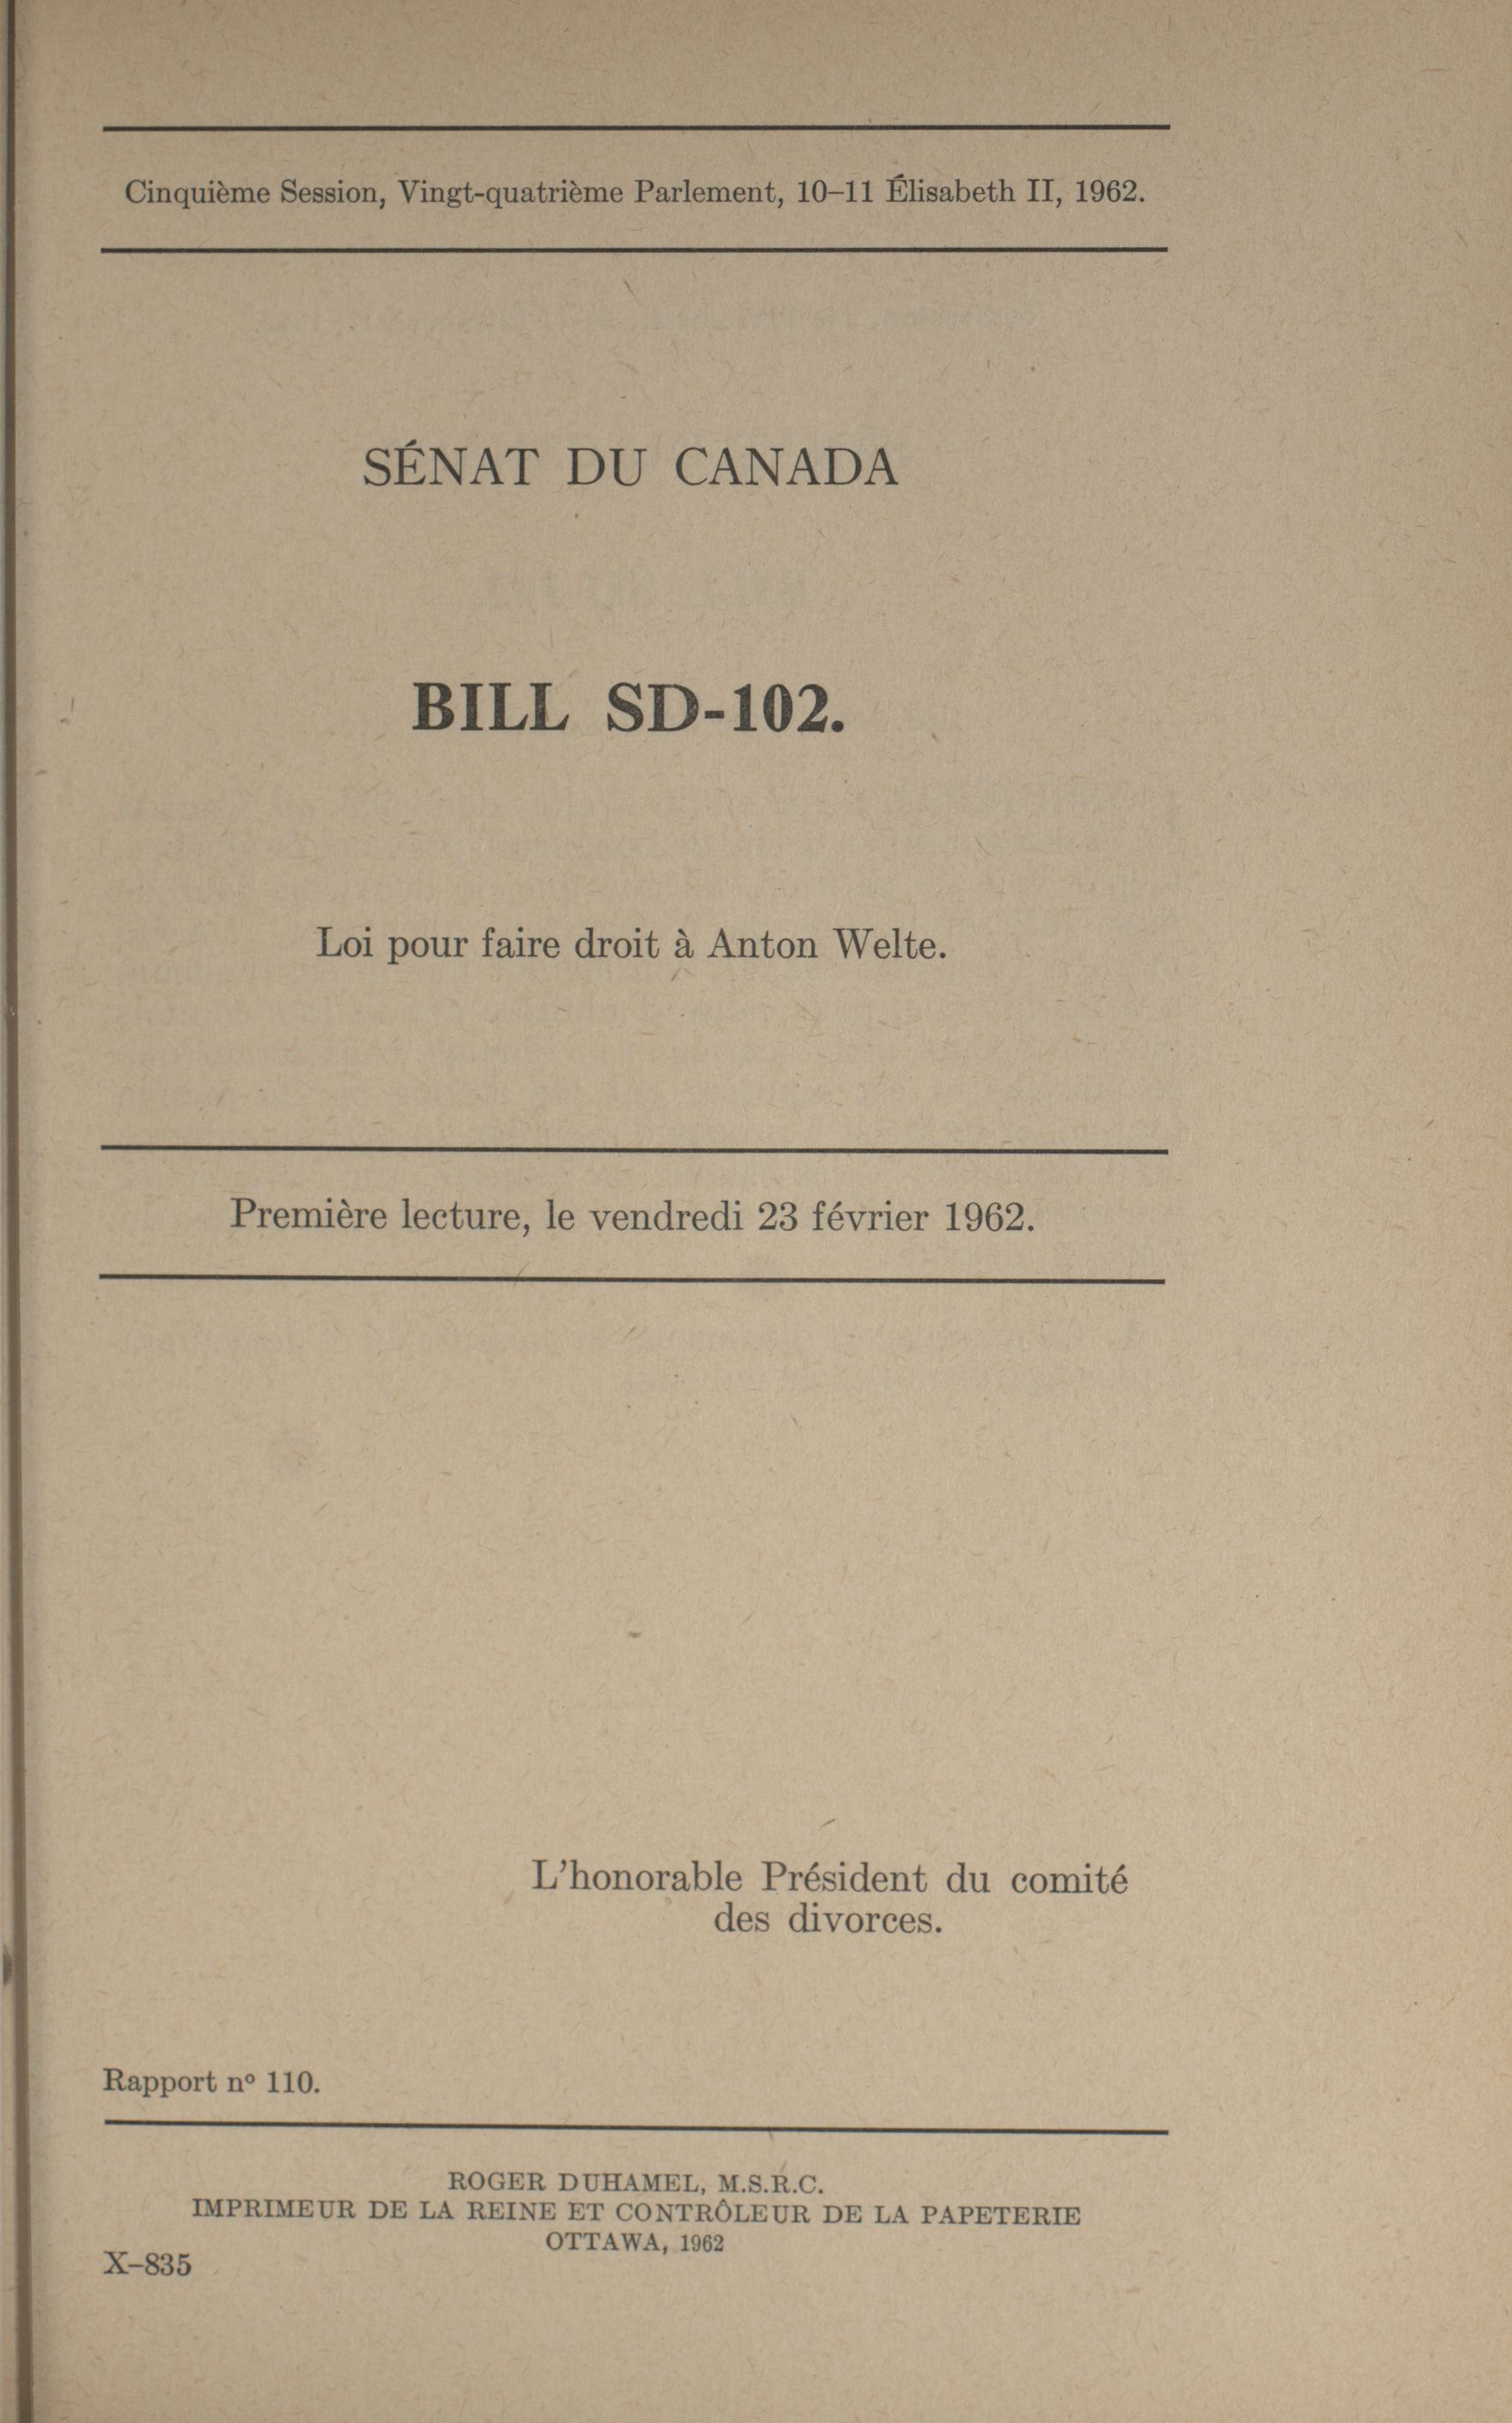 Cinquième Session, Vingt-quatrième Parlement, 10–11 Élisabeth II, 1962.
SÉNAT DU CANADA
BILL SD-102.
Loi pour faire droit à Anton Welte.
Première lecture, le vendredi 23 février 1962.
L'honorable Président du comité
des divorces.
Rapport nº 110.
ROGER DUHAMEL, M.S.R.C.
IMPRIMEUR DE LA REINE ET CONTRÔLEUR DE LA PAPETERIE
OTTAWA, 1962
X–835